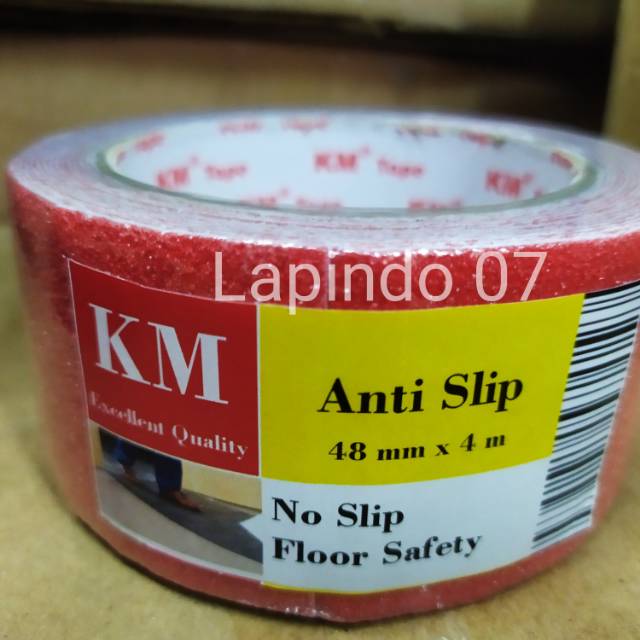 KM® Tape
KM® Tape
KM®
Lapindo 07
KM
Excellent Quality
Anti Slip
48 mm x 4 m
No Slip
Floor Safety